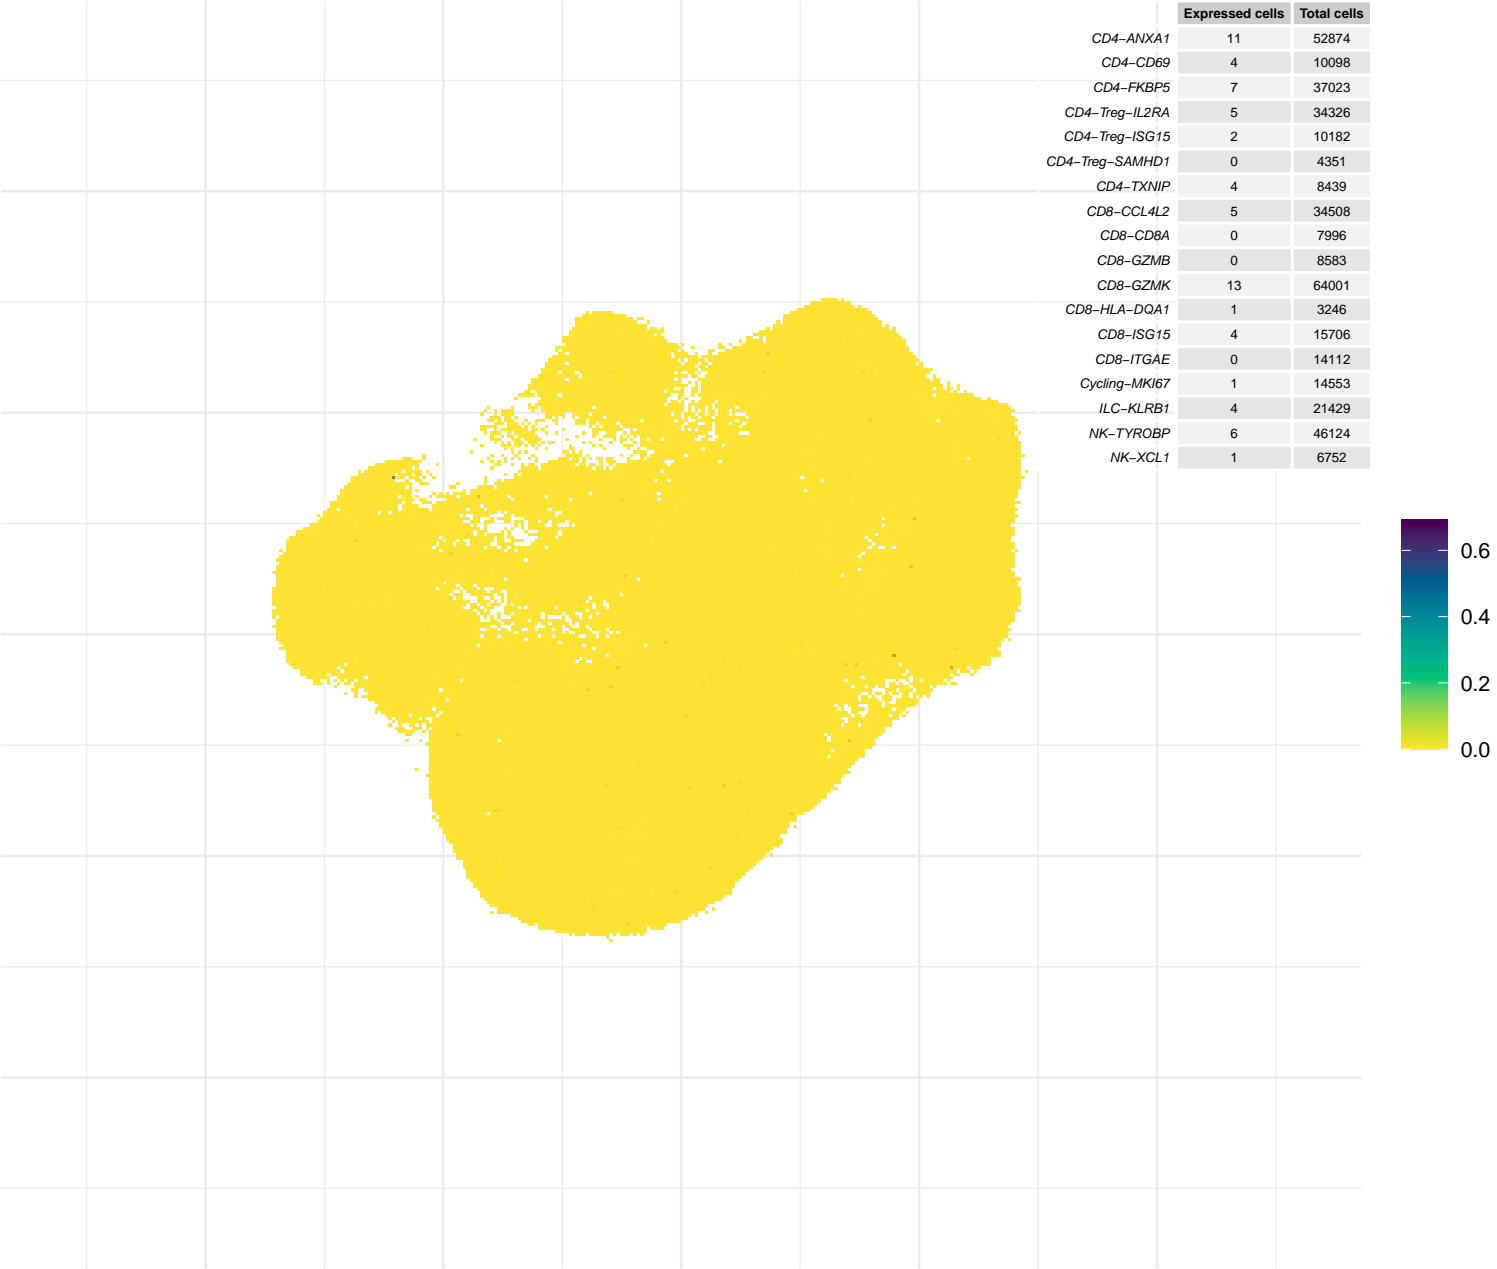 Expressed cells Total cells
CD4−ANXA1 11 52874
CD4−CD69 4 10098
CD4−FKBP5 7 37023
CD4−Treg−IL2RA 5 34326
CD4−Treg−ISG15 2 10182
CD4−Treg−SAMHD1 0 4351
CD4−TXNIP 4 8439
CD8−CCL4L2 5 34508
CD8−CD8A 0 7996
CD8−GZMB 0 8583
CD8−GZMK 13 64001
CD8−HLA−DQA1 1 3246
CD8−ISG15 4 15706
CD8−ITGAE 0 14112
Cycling−MKI67 1 14553
ILC−KLRB1 4 21429
NK−TYROBP 6 46124
NK−XCL1 1 6752
0.6
0.4
0.2
0.0